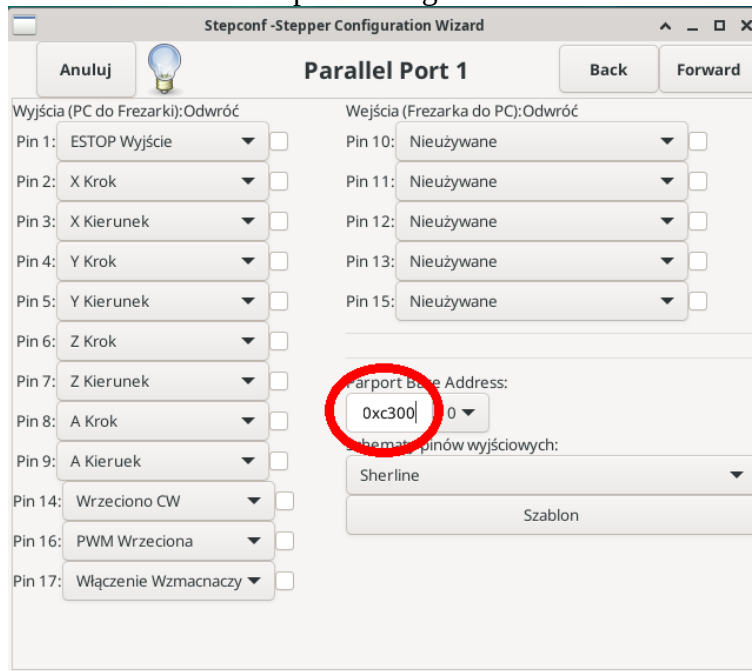 Stepconf -Stepper Configuration Wizard
Anuluj
Parallel Port 1
Back
Forward
Wyjścia (PC do Frezarki):Odwróć
Pin 1: ESTOP Wyjście
Pin 2: X Krok
Pin 3: X Kierunek
Pin 4: Y Krok
Pin 5: Y Kierunek
Pin 6: Z Krok
Pin 7: Z Kierunek
Pin 8: A Krok
Pin 9: A Kieruek
Pin 14: Wrzeciono CW
Pin 16: PWM Wrzeciona
Pin 17: Włączenie Wzmacnaczy
Wejścia (Frezarka do PC):Odwróć
Pin 10: Nieużywane
Pin 11: Nieużywane
Pin 12: Nieużywane
Pin 13: Nieużywane
Pin 15: Nieużywane
Parport Base Address:
0xc300 0
pinów wyjściowych:
Sherline
Szablon